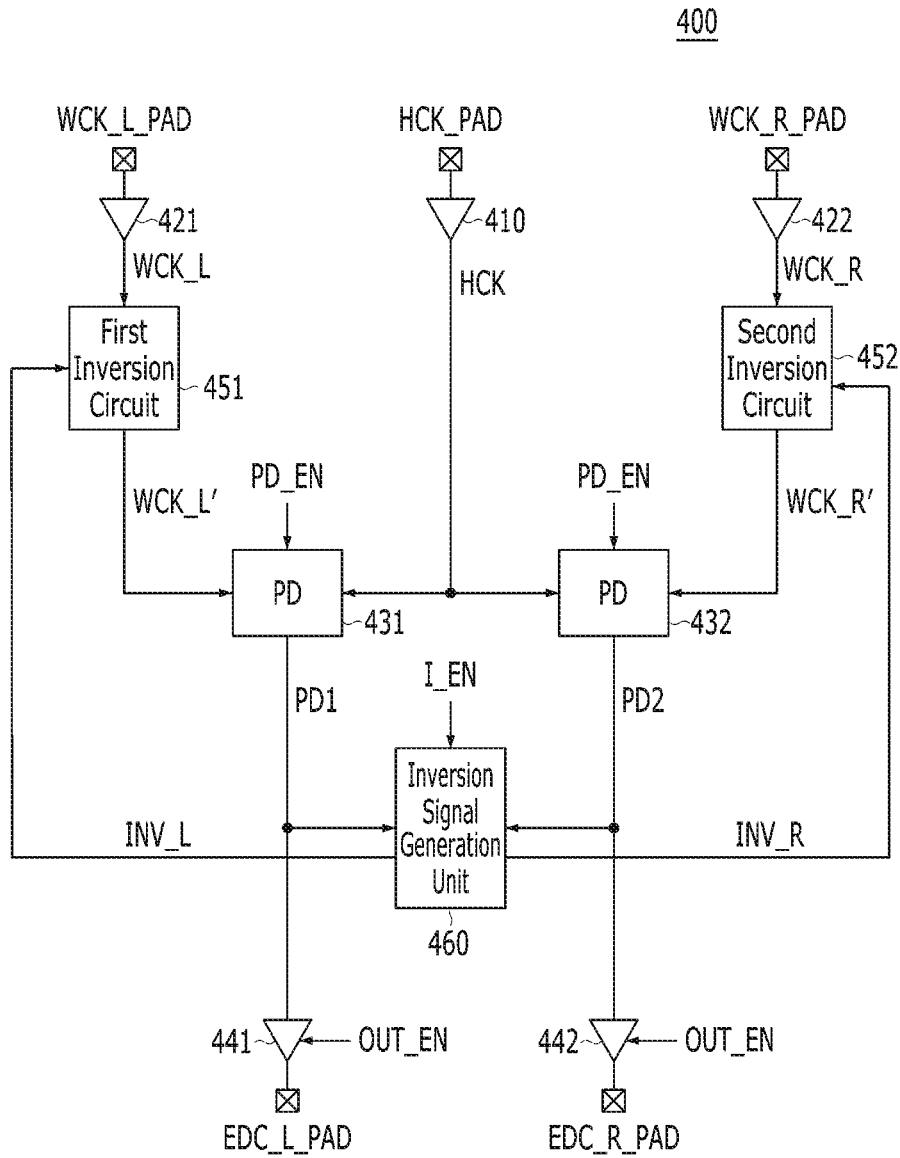 400
WCK_L_PAD
HCK_PAD
WCK_R_PAD
421
410
422
WCK_L
HCK
WCK_R
First
Inversion
Circuit
451
Second
Inversion
Circuit
452
WCK_L'
PD_EN
PD_EN
WCK_R'
PD
431
PD
432
PD1
I_EN
PD2
Inversion
Signal
Generation
Unit
INV_L
INV_R
460
441
OUT_EN
442
OUT_EN
EDC_L_PAD
EDC_R_PAD